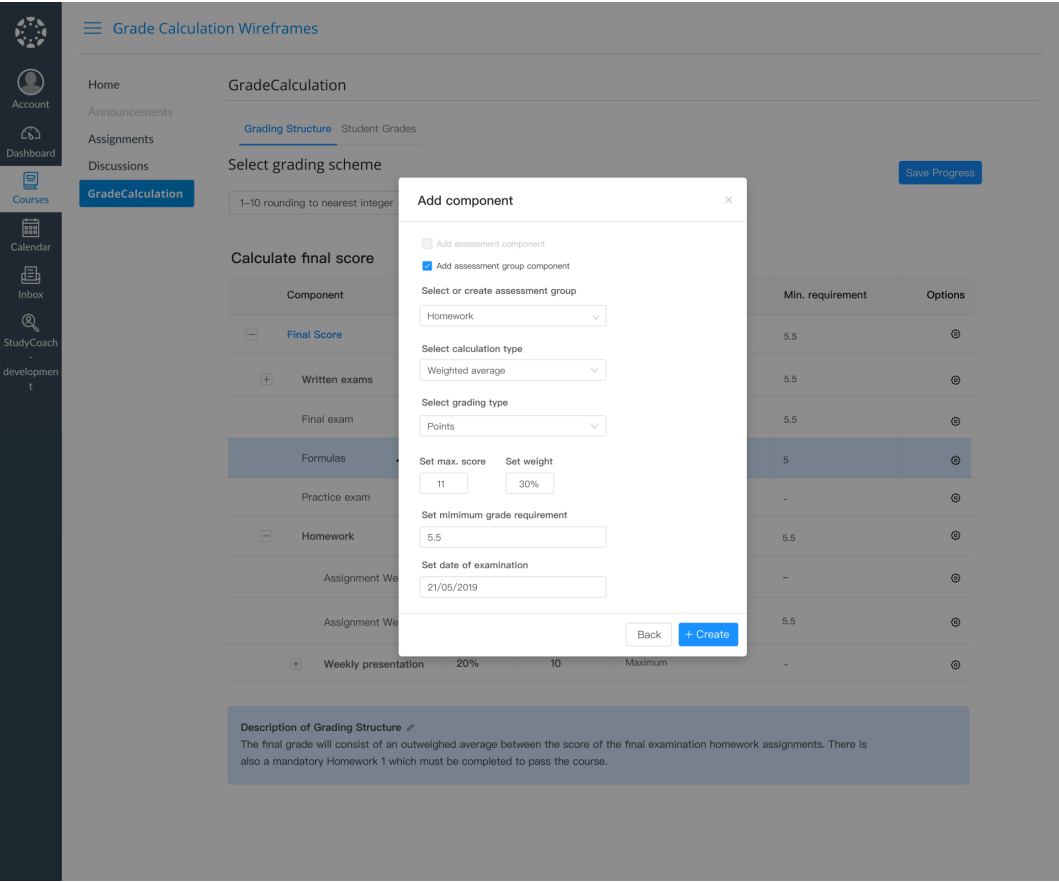 Grade Calculation Wireframes
Account
Dashboard
Courses
Calendar
Inbox
StudyCoach
-
developmen
t
Home
Announcements
Assignments
Discussions
GradeCalculation
GradeCalculation
Grading Structure Student Grades
Select grading scheme
Save Progress
1–10 rounding to nearest integer
Calculate final score
Component Min. requirement Options
Final Score 5.5
Written exams 5.5
Final exam 5.5
Formulas 5
Practice exam -
Homework 5.5
Assignment We –
Assignment We 5.5
Weekly presentation 20% 10 Maximum -
Add component
Add assessment component
Add assessment group component
Select or create assessment group
Homework
Select calculation type
Weighted average
Select grading type
Points
Set max. score Set weight
11 30%
Set mimimum grade requirement
5.5
Set date of examination
21/05/2019
Back + Create
Description of Grading Structure
The final grade will consist of an outweighed average between the score of the final examination homework assignments. There is
also a mandatory Homework 1 which must be completed to pass the course.